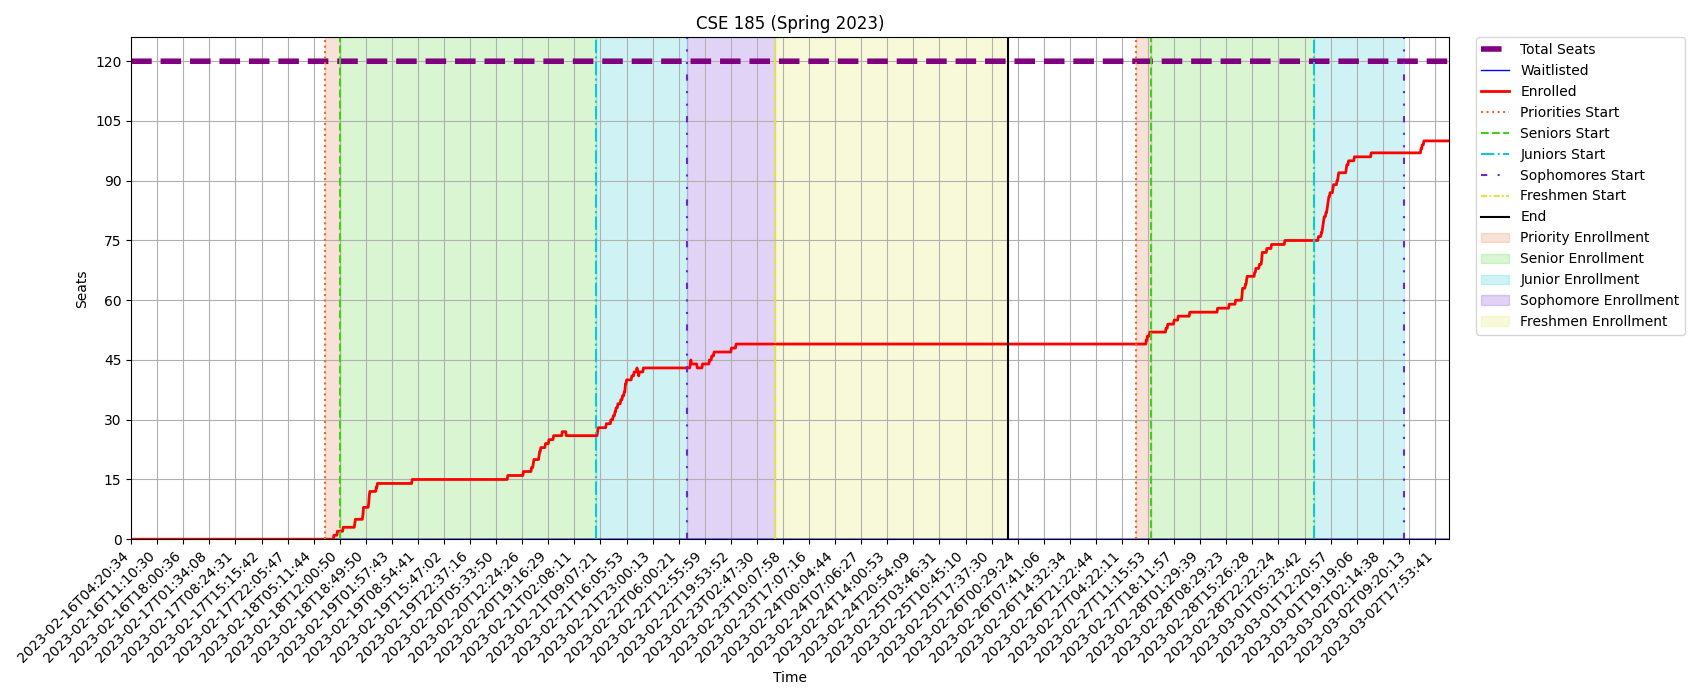 CSE 185 (Spring 2023)
Total Seats
Waitlisted
Enrolled
Priorities Start
Seniors Start
Juniors Start
Sophomores Start
Freshmen Start
End
Priority Enrollment
Senior Enrollment
Junior Enrollment
Sophomore Enrollment
Freshmen Enrollment
Seats
120
105
90
75
60
45
30
15
0
2023-02-16T04:20:34
2023-02-16T11:10:30
2023-02-16T18:00:36
2023-02-17T01:34:08
2023-02-17T08:24:31
2023-02-17T15:15:42
2023-02-17T22:05:47
2023-02-18T05:11:44
2023-02-18T12:00:50
2023-02-18T18:49:50
2023-02-19T01:57:43
2023-02-19T08:54:41
2023-02-19T15:47:02
2023-02-19T22:37:16
2023-02-20T05:33:50
2023-02-20T12:24:26
2023-02-20T19:16:29
2023-02-21T02:08:11
2023-02-21T09:07:21
2023-02-21T16:05:53
2023-02-21T23:00:13
2023-02-22T06:00:21
2023-02-22T12:55:59
2023-02-22T19:53:52
2023-02-23T02:47:30
2023-02-23T10:07:58
2023-02-23T17:07:16
2023-02-24T00:04:44
2023-02-24T07:06:27
2023-02-24T14:00:53
2023-02-24T20:54:09
2023-02-25T03:46:31
2023-02-25T10:45:10
2023-02-25T17:37:30
2023-02-26T00:29:24
2023-02-26T07:41:06
2023-02-26T14:32:34
2023-02-26T21:22:44
2023-02-27T04:22:11
2023-02-27T11:15:53
2023-02-27T18:11:57
2023-02-28T01:29:39
2023-02-28T08:29:23
2023-02-28T15:26:28
2023-02-28T22:22:24
2023-03-01T05:23:42
2023-03-01T12:20:57
2023-03-01T19:19:06
2023-03-02T02:14:38
2023-03-02T09:20:13
2023-03-02T17:53:41
Time